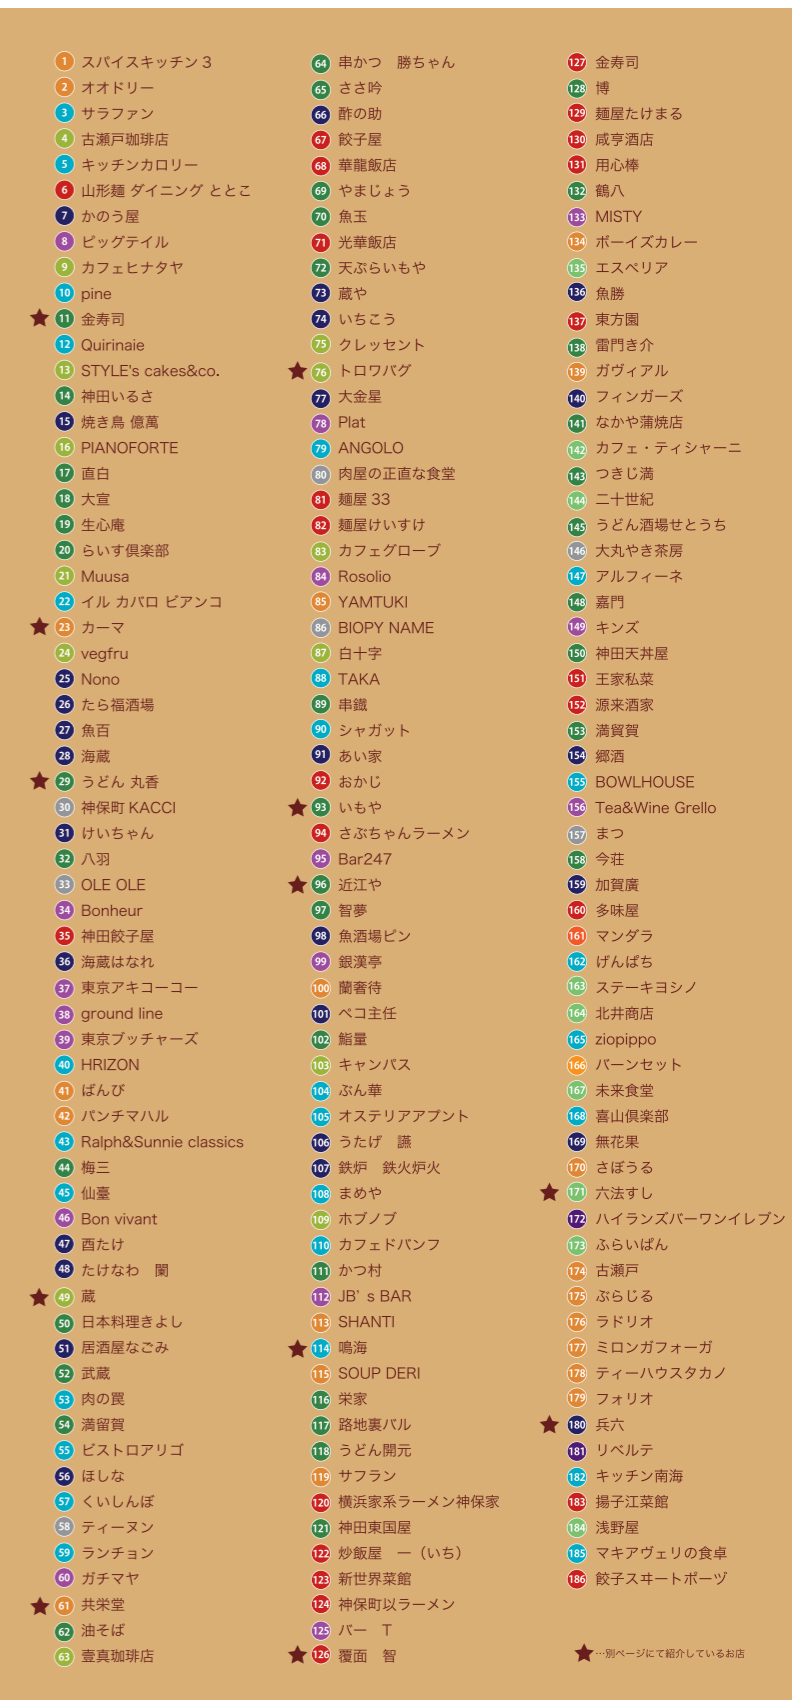 1 スパイスキッチン 3
2 オオドリー
3 サラファン
4 古瀬戸珈琲店
5 キッチンカロリー
6 山形麺 ダイニング ととこ
7 かのう屋
8 ビッグテイル
9 カフェヒナタヤ
10 pine
★ 11 金寿司
12 Quirinaie
13 STYLE's cakes&co.
14 神田いるさ
15 焼き鳥 億萬
16 PIANOFORTE
17 直白
18 大宣
19 生心庵
20 らいす倶楽部
21 Muusa
22 イル カバロ ビアンコ
★ 23 カーマ
24 vegfru
25 Nono
26 たら福酒場
27 魚百
28 海蔵
★ 29 うどん 丸香
30 神保町 KACCI
31 けいちゃん
32 八羽
33 OLE OLE
34 Bonheur
35 神田餃子屋
36 海蔵はなれ
37 東京アキコーコー
38 ground line
39 東京ブッチャーズ
40 HRIZON
41 ばんび
42 パンチマハル
43 Ralph&Sunnie classics
44 梅三
45 仙臺
46 Bon vivant
47 酉たけ
48 たけなわ 闌
★ 49 蔵
50 日本料理きよし
51 居酒屋なごみ
52 武蔵
53 肉の罠
54 満留賀
55 ビストロアリゴ
56 ほしな
57 くいしんぼ
58 ティーヌン
59 ランチョン
60 ガチマヤ
★ 61 共栄堂
62 油そば
63 壹真珈琲店
64 串かつ 勝ちゃん
65 ささ吟
66 酢の助
67 餃子屋
68 華龍飯店
69 やまじょう
70 魚玉
71 光華飯店
72 天ぷらいもや
73 蔵や
74 いちこう
75 クレッセント
★ 76 トロワバグ
77 大金星
78 Plat
79 ANGOLO
80 肉屋の正直な食堂
81 麺屋 33
82 麺屋けいすけ
83 カフェグローブ
84 Rosolio
85 YAMTUKI
86 BIOPY NAME
87 白十字
88 TAKA
89 串鐡
90 シャガット
91 あい家
92 おかじ
★ 93 いもや
94 さぶちゃんラーメン
95 Bar247
★ 96 近江や
97 智夢
98 魚酒場ピン
99 銀漢亭
100 蘭奢待
101 ペコ主任
102 鮨量
103 キャンパス
104 ぶん華
105 オステリアアプント
106 うたげ 讌
107 鉄炉 鉄火炉火
108 まめや
109 ホブノブ
110 カフェドパンフ
111 かつ村
112 JB's BAR
113 SHANTI
★ 114 鳴海
115 SOUP DERI
116 栄家
117 路地裏バル
118 うどん開元
119 サフラン
120 横浜家系ラーメン神保家
121 神田東国屋
122 炒飯屋 一（いち）
123 新世界菜館
124 神保町以ラーメン
125 バー T
★ 126 覆面 智
127 金寿司
128 博
129 麺屋たけまる
130 咸亨酒店
131 用心棒
132 鶴八
133 MISTY
134 ボーイズカレー
135 エスペリア
136 魚勝
137 東方園
138 雷門き介
139 ガヴィアル
140 フィンガーズ
141 なかや蒲焼店
142 カフェ・ティシャーニ
143 つきじ満
144 二十世紀
145 うどん酒場せとうち
146 大丸やき茶房
147 アルフィーネ
148 嘉門
149 キンズ
150 神田天丼屋
151 王家私菜
152 源来酒家
153 満貿賀
154 郷酒
155 BOWLHOUSE
156 Tea&Wine Grello
157 まつ
158 今荘
159 加賀廣
160 多味屋
161 マンダラ
162 げんぱち
163 ステーキヨシノ
164 北井商店
165 ziopippo
166 バーンセット
167 未来食堂
168 喜山倶楽部
169 無花果
170 さぼうる
★ 171 六法すし
172 ハイランズバーワンイレブン
173 ふらいぱん
174 古瀬戸
175 ぶらじる
176 ラドリオ
177 ミロンガフォーガ
178 ティーハウスタカノ
179 フォリオ
★ 180 兵六
181 リベルテ
182 キッチン南海
183 揚子江菜館
184 浅野屋
185 マキアヴェリの食卓
186 餃子スヰートポーヅ
★…別ページにて紹介しているお店